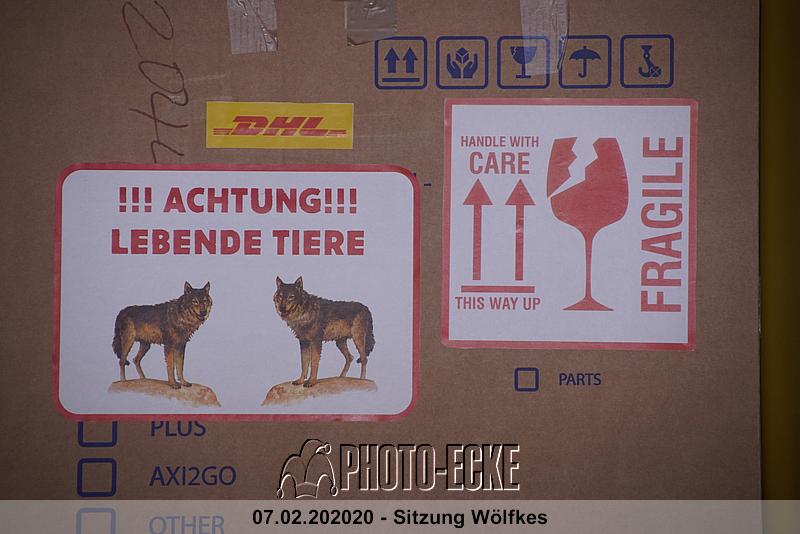 204
DHL
!!! ACHTUNG!!!
LEBENDE TIERE
HANDLE WITH
CARE
THIS WAY UP
FRAGILE
PARTS
PLUS
AXI2GO
OTHER
PHOTO-ECKE
07.02.202020 - Sitzung Wölfkes